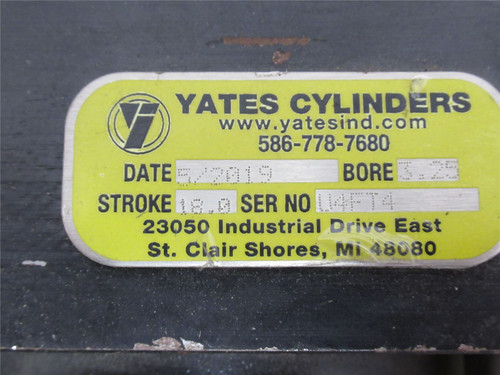 YATES CYLINDERS
www.yatesind.com
586-778-7680
DATE 5/2019 BORE 3.25
STROKE 18.0 SER NO U4FT4
23050 Industrial Drive East
St. Clair Shores, MI 48080